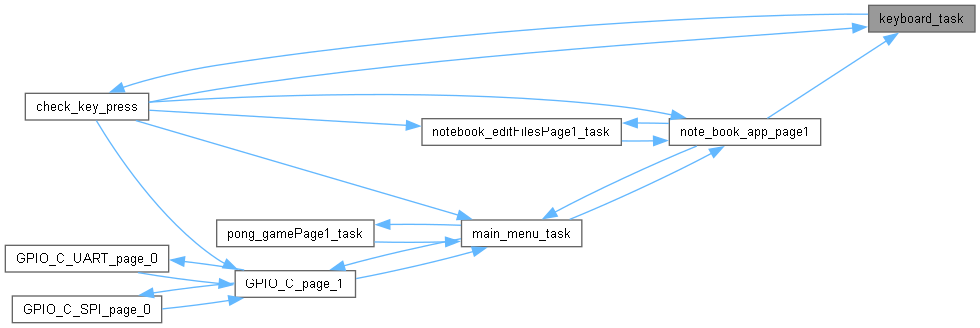 keyboard_task
check_key_press
notebook_editFilesPage1_task
note_book_app_page1
pong_gamePage1_task
main_menu_task
GPIO_C_UART_page_0
GPIO_C_page_1
GPIO_C_SPI_page_0